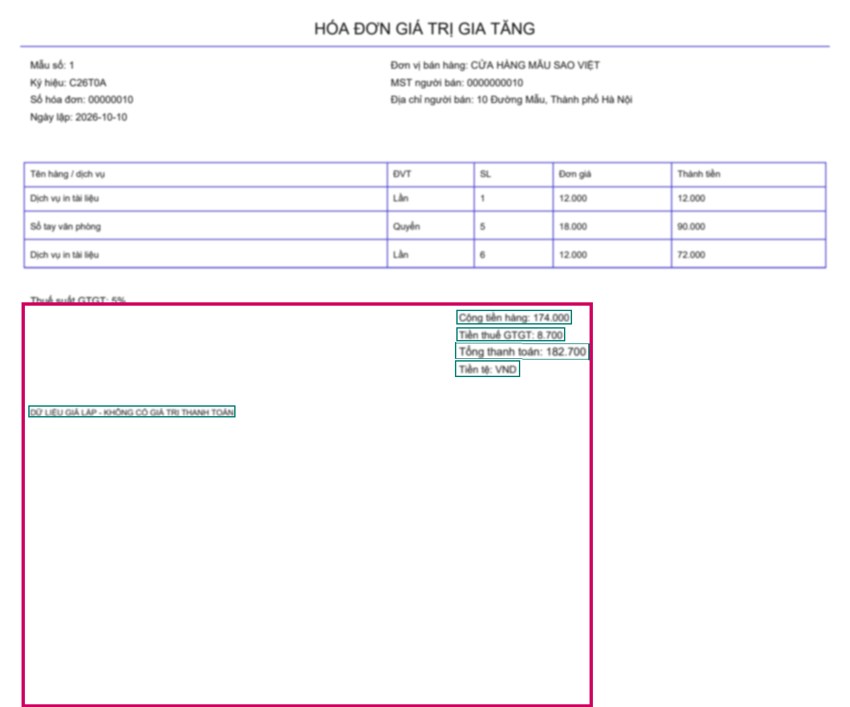 HÓA ĐƠN GIÁ TRỊ GIA TĂNG
Mẫu số: 1
Ký hiệu: C26T0A
Số hóa đơn: 00000010
Ngày lập: 2026-10-10
Đơn vị bán hàng: CỬA HÀNG MẪU SAO VIỆT
MST người bán: 0000000010
Địa chỉ người bán: 10 Đường Mẫu, Thành phố Hà Nội
Tên hàng / dịch vụ ĐVT SL Đơn giá Thành tiền
Dịch vụ in tài liệu Lần 1 12.000 12.000
Sổ tay văn phòng Quyển 5 18.000 90.000
Dịch vụ in tài liệu Lần 6 12.000 72.000
Thuế suất GTGT: 5%
Cộng tiền hàng: 174.000
Tiền thuế GTGT: 8.700
Tổng thanh toán: 182.700
Tiền tệ: VND
DỮ LIỆU GIẢ LẬP - KHÔNG CÓ GIÁ TRỊ THANH TOÁN